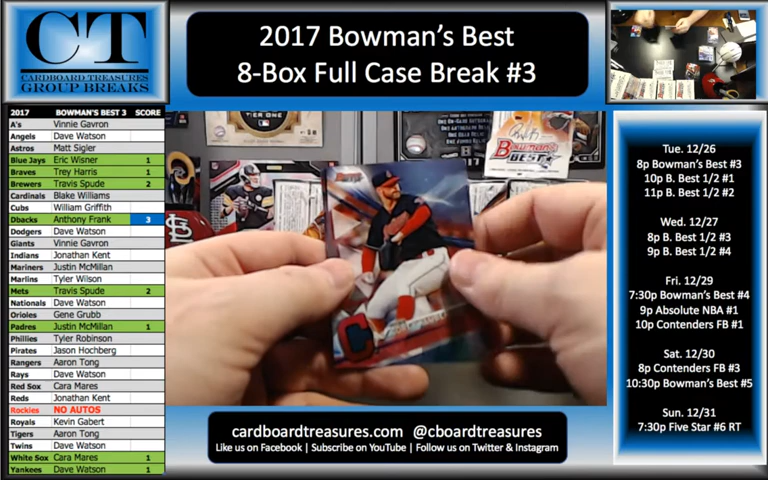 CT
CARDBOARD TREASURES
GROUP BREAKS
2017 Bowman's Best
8-Box Full Case Break #3
2017 BOWMAN'S BEST 3 SCORE
A's Vinnie Gavron
Angels Dave Watson
Astros Matt Sigler
Blue Jays Eric Wisner 1
Braves Trey Harris 1
Brewers Travis Spude 2
Cardinals Blake Williams
Cubs William Griffith
Dbacks Anthony Frank 3
Dodgers Dave Watson
Giants Vinnie Gavron
Indians Jonathan Kent
Mariners Justin McMillan
Marlins Tyler Wilson
Mets Travis Spude 2
Nationals Dave Watson
Orioles Gene Grubb
Padres Justin McMillan 1
Phillies Tyler Robinson
Pirates Jason Hochberg
Rangers Aaron Tong
Rays Dave Watson
Red Sox Cara Mares
Reds Jonathan Kent
Rockies NO AUTOS
Royals Kevin Gabert
Tigers Aaron Tong
Twins Dave Watson
White Sox Cara Mares 1
Yankees Dave Watson 1
TIER ONE
Bowman's
BEST
Tue. 12/26
8p Bowman's Best #3
10p B. Best 1/2 #1
11p B. Best 1/2 #2
Wed. 12/27
8p B. Best 1/2 #3
9p B. Best 1/2 #4
Fri. 12/29
7:30p Bowman's Best #4
9p Absolute NBA #1
10p Contenders FB #1
Sat. 12/30
8p Contenders FB #3
10:30p Bowman's Best #5
Sun. 12/31
7:30p Five Star #6 RT
cardboardtreasures.com @cboardtreasures
Like us on Facebook | Subscribe on YouTube | Follow us on Twitter & Instagram